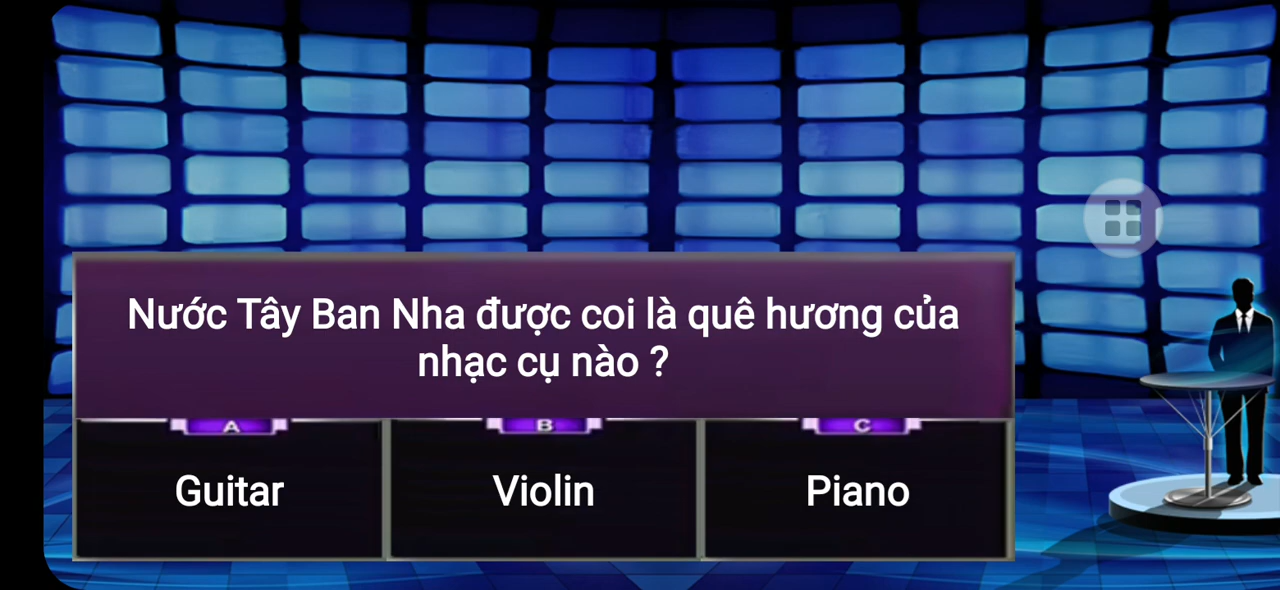 Nước Tây Ban Nha được coi là quê hương của
nhạc cụ nào ?
A
B
C
Guitar
Violin
Piano